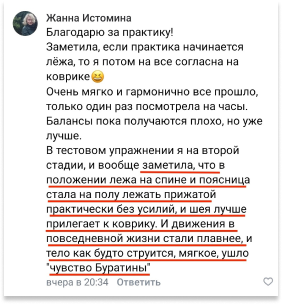 Жанна Истомина
Благодарю за практику!
Заметила, если практика начинается
лёжа, то я потом на все согласна на
коврике😄
Очень мягко и гармонично все прошло,
только один раз посмотрела на часы.
Балансы пока получаются плохо, но уже
лучше.
В тестовом упражнении я на второй
стадии, и вообще заметила, что в
положении лежа на спине и поясница
стала на полу лежать прижатой
практически без усилий, и шея лучше
прилегает к коврику. И движения в
повседневной жизни стали плавнее, и
тело как будто струится, мягкое, ушло
"чувство Буратины"
вчера в 20:34 Ответить